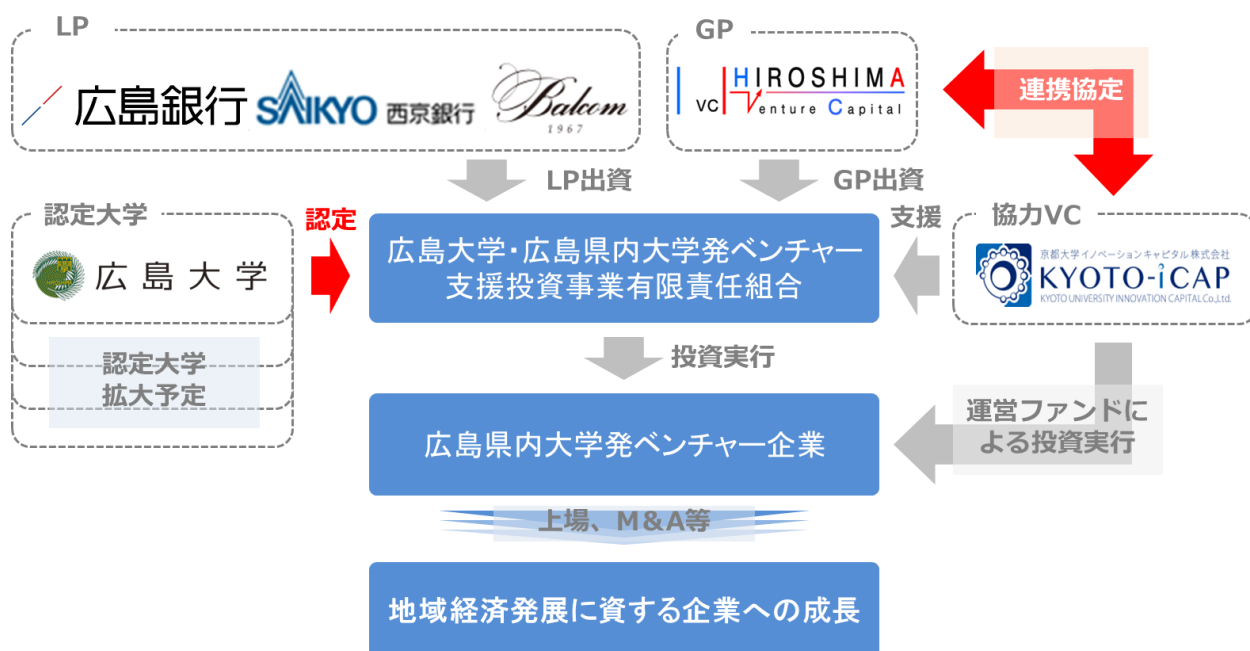 LP
広島銀行
SAIKYO 西京銀行
Balcom
1967
GP
HIROSHIMA
VC Venture Capital
連携協定
LP出資
GP出資
認定大学
広島大学
認定
広島大学・広島県内大学発ベンチャー
支援投資事業有限責任組合
支援
協力VC
京都大学イノベーションキャピタル株式会社
KYOTO-iCAP
KYOTO UNIVERSITY INNOVATION CAPITAL Co.,Ltd.
認定大学
拡大予定
投資実行
広島県内大学発ベンチャー企業
運営ファンドに
よる投資実行
上場、M&A等
地域経済発展に資する企業への成長